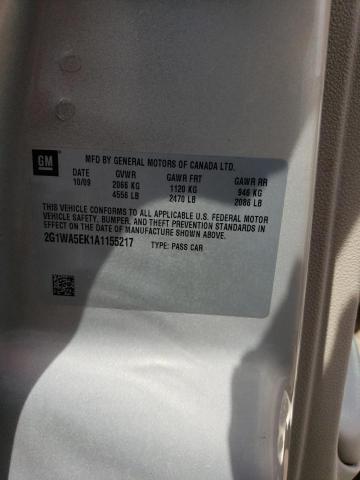 GM
MFD BY GENERAL MOTORS OF CANADA LTD.
DATE GVWR GAWR FRT GAWR RR
10/09 2066 KG 1120 KG 946 KG
4556 LB 2470 LB 2086 LB
THIS VEHICLE CONFORMS TO ALL APPLICABLE U.S. FEDERAL MOTOR
VEHICLE SAFETY, BUMPER, AND THEFT PREVENTION STANDARDS
IN EFFECT ON THE DATE OF MANUFACTURE SHOWN ABOVE.
2G1WA5EK1A1155217 TYPE: PASS CAR